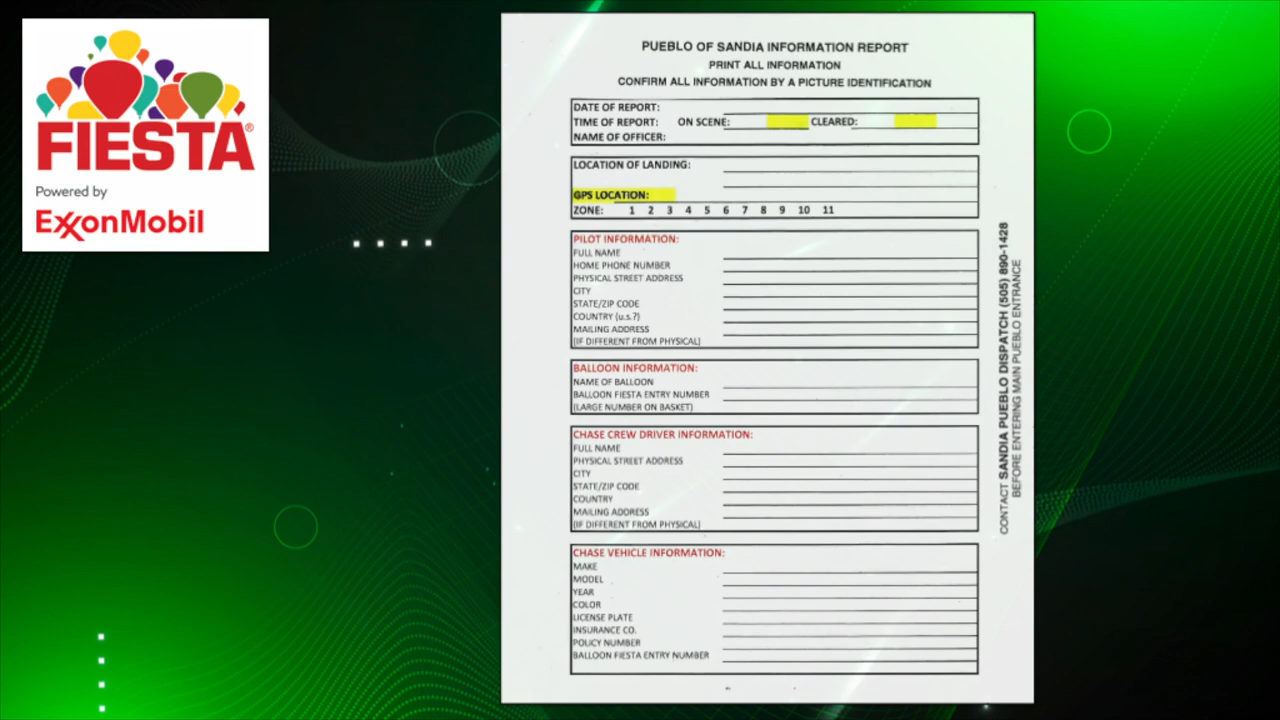 FIESTA®
Powered by
ExxonMobil
PUEBLO OF SANDIA INFORMATION REPORT
PRINT ALL INFORMATION
CONFIRM ALL INFORMATION BY A PICTURE IDENTIFICATION
DATE OF REPORT:
TIME OF REPORT: ON SCENE: CLEARED:
NAME OF OFFICER:
LOCATION OF LANDING:
GPS LOCATION:
ZONE: 1 2 3 4 5 6 7 8 9 10 11
PILOT INFORMATION:
FULL NAME
HOME PHONE NUMBER
PHYSICAL STREET ADDRESS
CITY
STATE/ZIP CODE
COUNTRY (u.s.?)
MAILING ADDRESS
(IF DIFFERENT FROM PHYSICAL)
BALLOON INFORMATION:
NAME OF BALLOON
BALLOON FIESTA ENTRY NUMBER
(LARGE NUMBER ON BASKET)
CHASE CREW DRIVER INFORMATION:
FULL NAME
PHYSICAL STREET ADDRESS
CITY
STATE/ZIP CODE
COUNTRY
MAILING ADDRESS
(IF DIFFERENT FROM PHYSICAL)
CHASE VEHICLE INFORMATION:
MAKE
MODEL
YEAR
COLOR
LICENSE PLATE
INSURANCE CO.
POLICY NUMBER
BALLOON FIESTA ENTRY NUMBER
CONTACT SANDIA PUEBLO DISPATCH (505) 890-1428
BEFORE ENTERING MAIN PUEBLO ENTRANCE